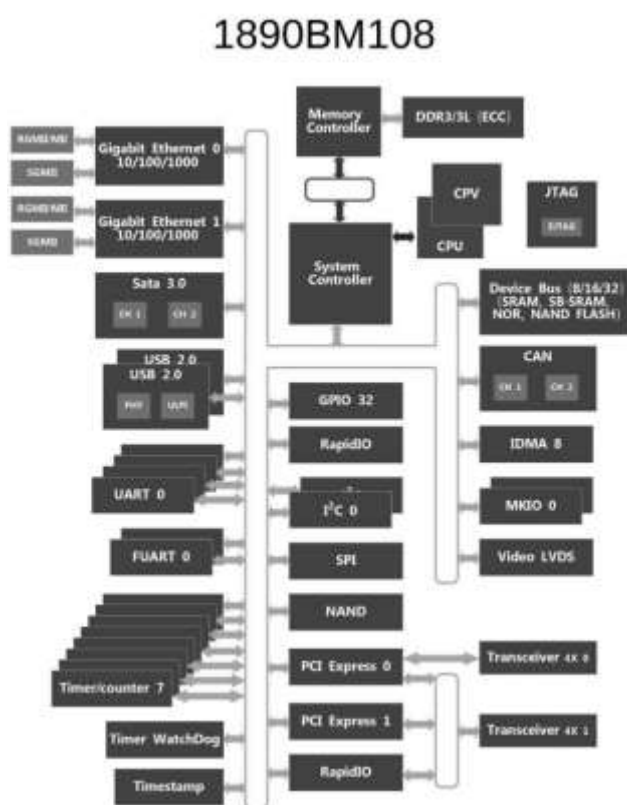 1890BM108
Memory
Controller
DDR3/3L (ECC)
Gigabit Ethernet 0
10/100/1000
Gigabit Ethernet 1
10/100/1000
CPV
CPU
JTAG
System
Controller
Sata 3.0
CH 1
CH 2
Device Bus (8/16/32)
(SRAM, SB-SRAM,
NOR, NAND FLASH)
USB 2.0
USB 2.0
PHY
ULPI
CAN
CH 1
CH 2
GPIO 32
RapidIO
IDMA 8
UART 0
I²C 0
MKIO 0
FUART 0
SPI
Video LVDS
NAND
Timer/counter 7
PCI Express 0
Transceiver 4X 0
Timer WatchDog
PCI Express 1
Transceiver 4X 1
Timestamp
RapidIO